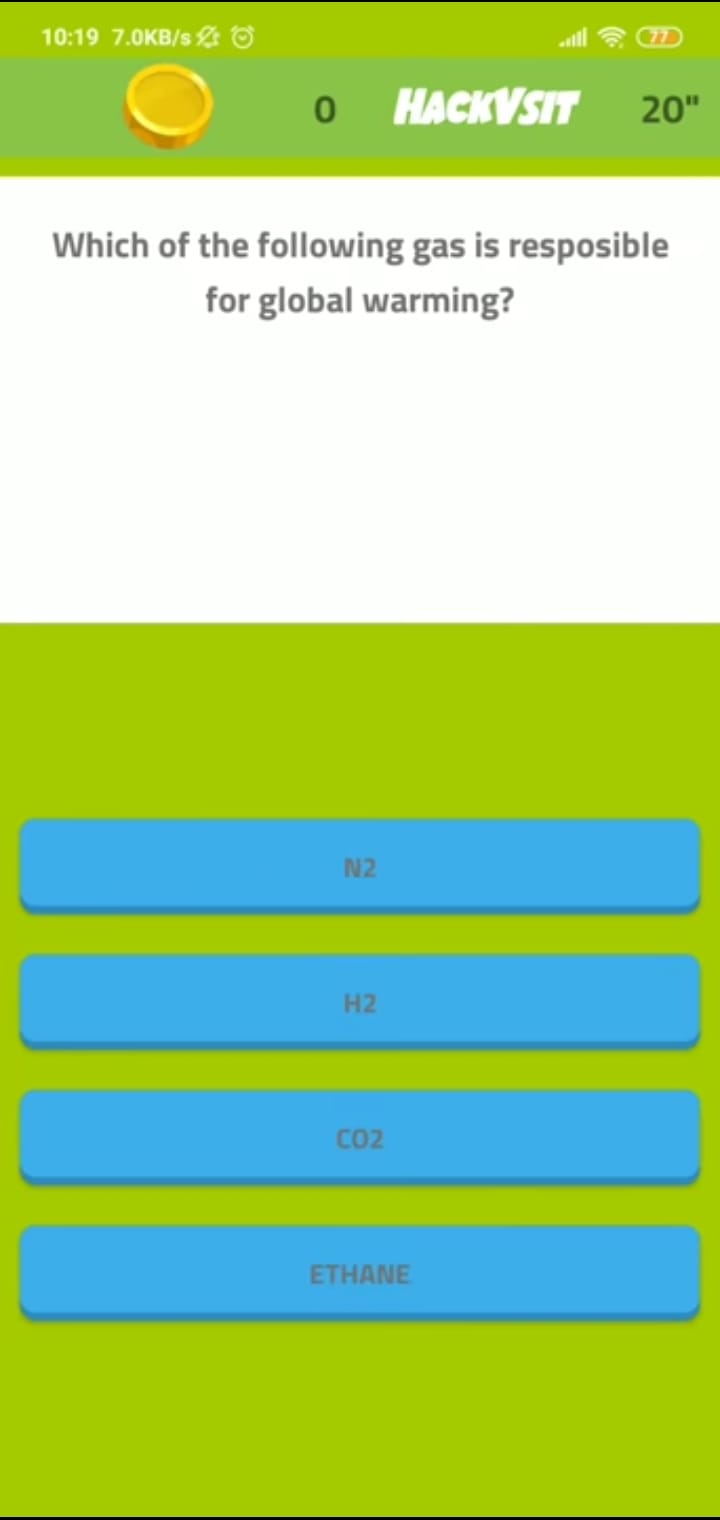 10:19 7.0KB/s 77
0 HACKVSIT 20"
Which of the following gas is resposible
for global warming?
N2
H2
CO2
ETHANE